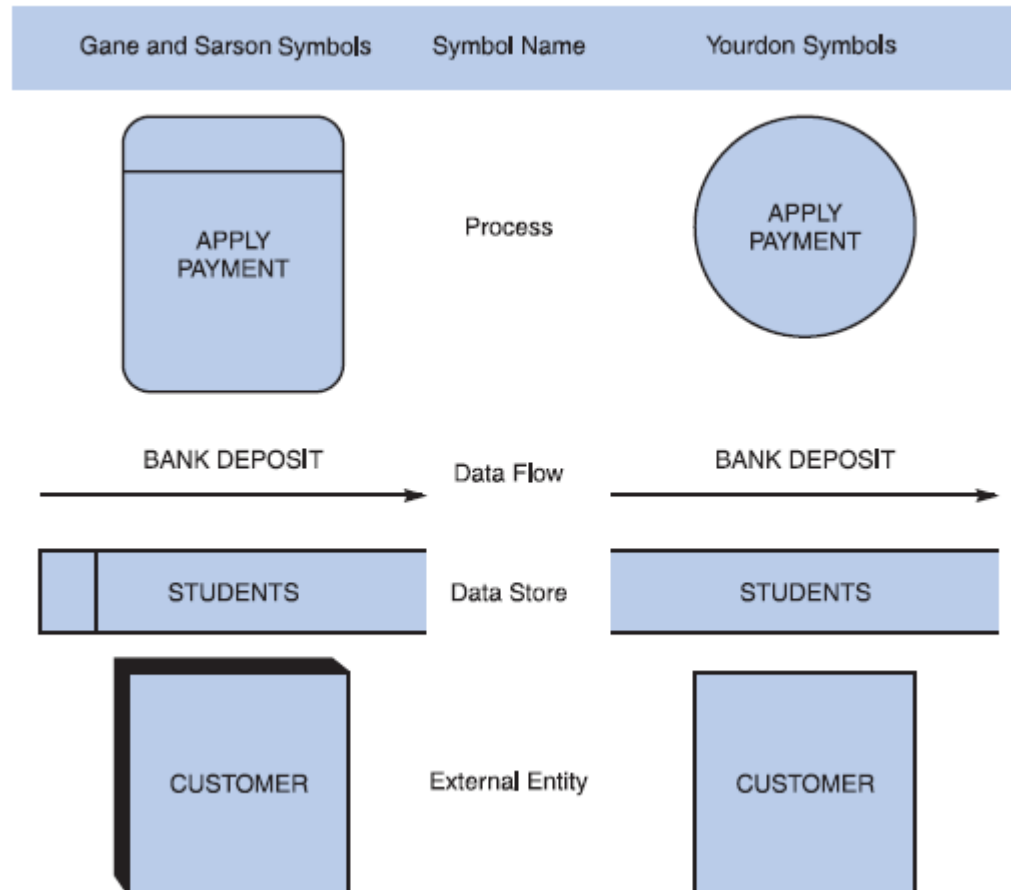 Gane and Sarson Symbols
Symbol Name
Yourdon Symbols
APPLY
PAYMENT
Process
APPLY
PAYMENT
BANK DEPOSIT
Data Flow
BANK DEPOSIT
STUDENTS
Data Store
STUDENTS
CUSTOMER
External Entity
CUSTOMER